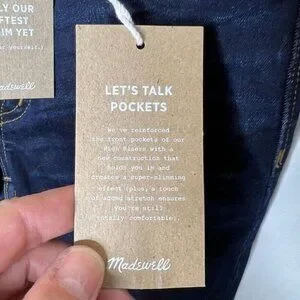 LY OUR
FTEST
IM YET
r yourself.)
adewell
LET'S TALK
POCKETS
We've reinforced
the front pockets of our
High Risers with a
new construction that
holds you in and
creates a super-slimming
effect (plus, a touch
of added stretch ensures
you're still
totally comfortable).
Madewell